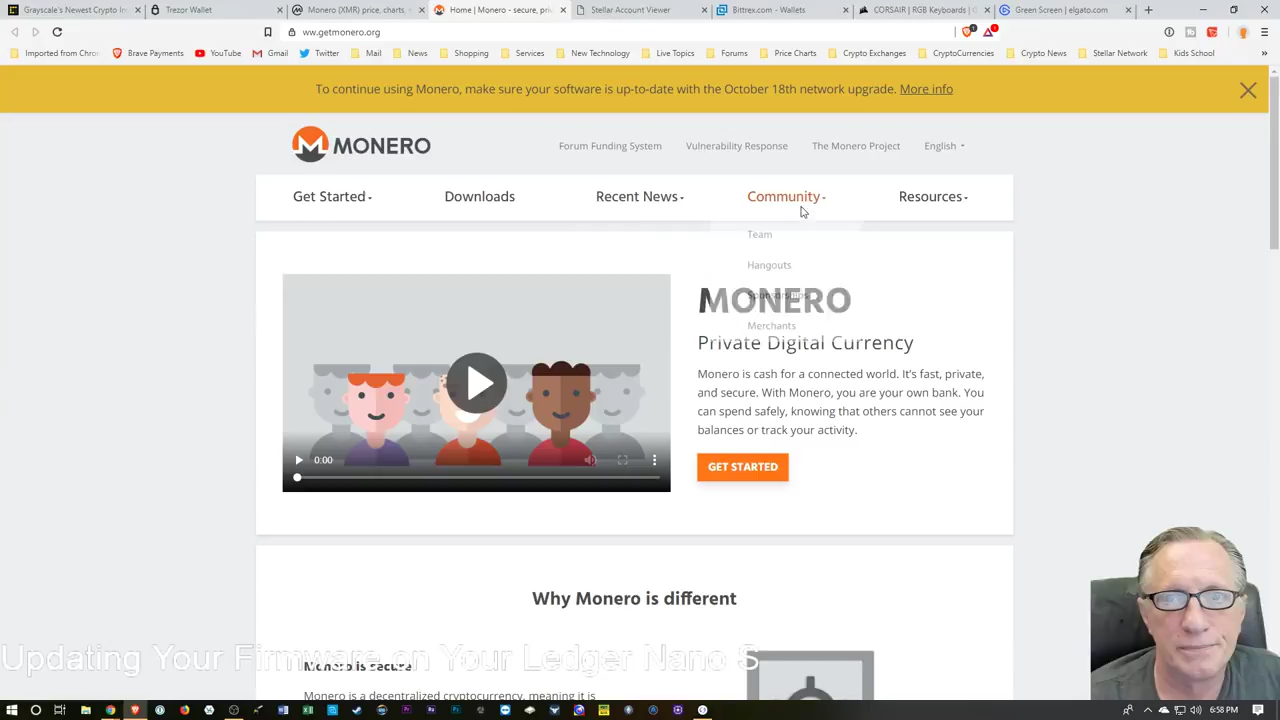 Grayscale's Newest Crypto In
Trezor Wallet
Monero (XMR) price, charts,
Home | Monero - secure, pri
Stellar Account Viewer
Bittrex.com - Wallets
CORSAIR | RGB Keyboards | G
Green Screen | elgato.com
ww.getmonero.org
Imported from Chro
Brave Payments
YouTube
Gmail
Twitter
Mail
News
Shopping
Services
New Technology
Live Topics
Forums
Price Charts
Crypto Exchanges
CryptoCurrencies
Crypto News
Stellar Network
Kids School
To continue using Monero, make sure your software is up-to-date with the October 18th network upgrade. More info
MONERO
Forum Funding System
Vulnerability Response
The Monero Project
English
Get Started
Downloads
Recent News
Community
Resources
Team
Hangouts
Sponsorships
Merchants
MONERO
Private Digital Currency
Monero is cash for a connected world. It's fast, private,
and secure. With Monero, you are your own bank. You
can spend safely, knowing that others cannot see your
balances or track your activity.
GET STARTED
0:00
Why Monero is different
Monero is secure
Monero is a decentralized cryptocurrency, meaning it is
Updating Your Firmware on Your Ledger Nano S
6:58 PM